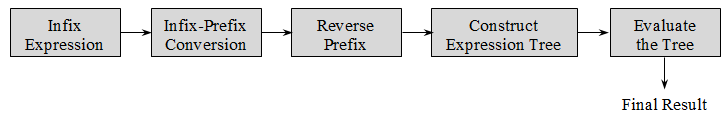 Infix
Expression
Infix-Prefix
Conversion
Reverse
Prefix
Construct
Expression Tree
Evaluate
the Tree
Final Result